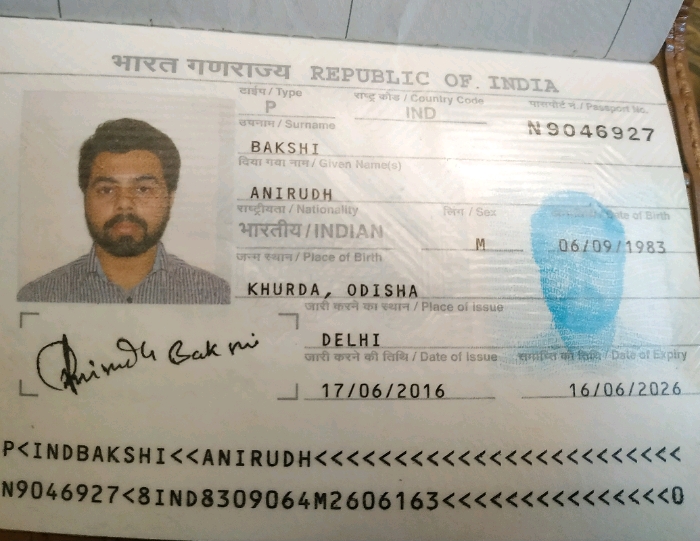 भारत गणराज्य REPUBLIC OF INDIA
टाईप / Type
राष्ट्र कोड / Country Code
पासपोर्ट नं. / Passport No.
P
IND
N9046927
उपनाम / Surname
BAKSHI
दिया गया नाम / Given Name(s)
ANIRUDH
राष्ट्रीयता / Nationality
लिंग / Sex
Date of Birth
भारतीय / INDIAN
M
06/09/1983
जन्म स्थान / Place of Birth
KHURDA, ODISHA
जारी करने का स्थान / Place of Issue
DELHI
Anirudh Bakshi
जारी करने की तिथि / Date of Issue
समाप्ति की तिथि / Date of Expiry
17/06/2016
16/06/2026
P<INDBAKSHI<<ANIRUDH<<<<<<<<<<<<<<<<<<<<<<<<
N9046927<8IND8309064M2606163<<<<<<<<<<<<<<<0